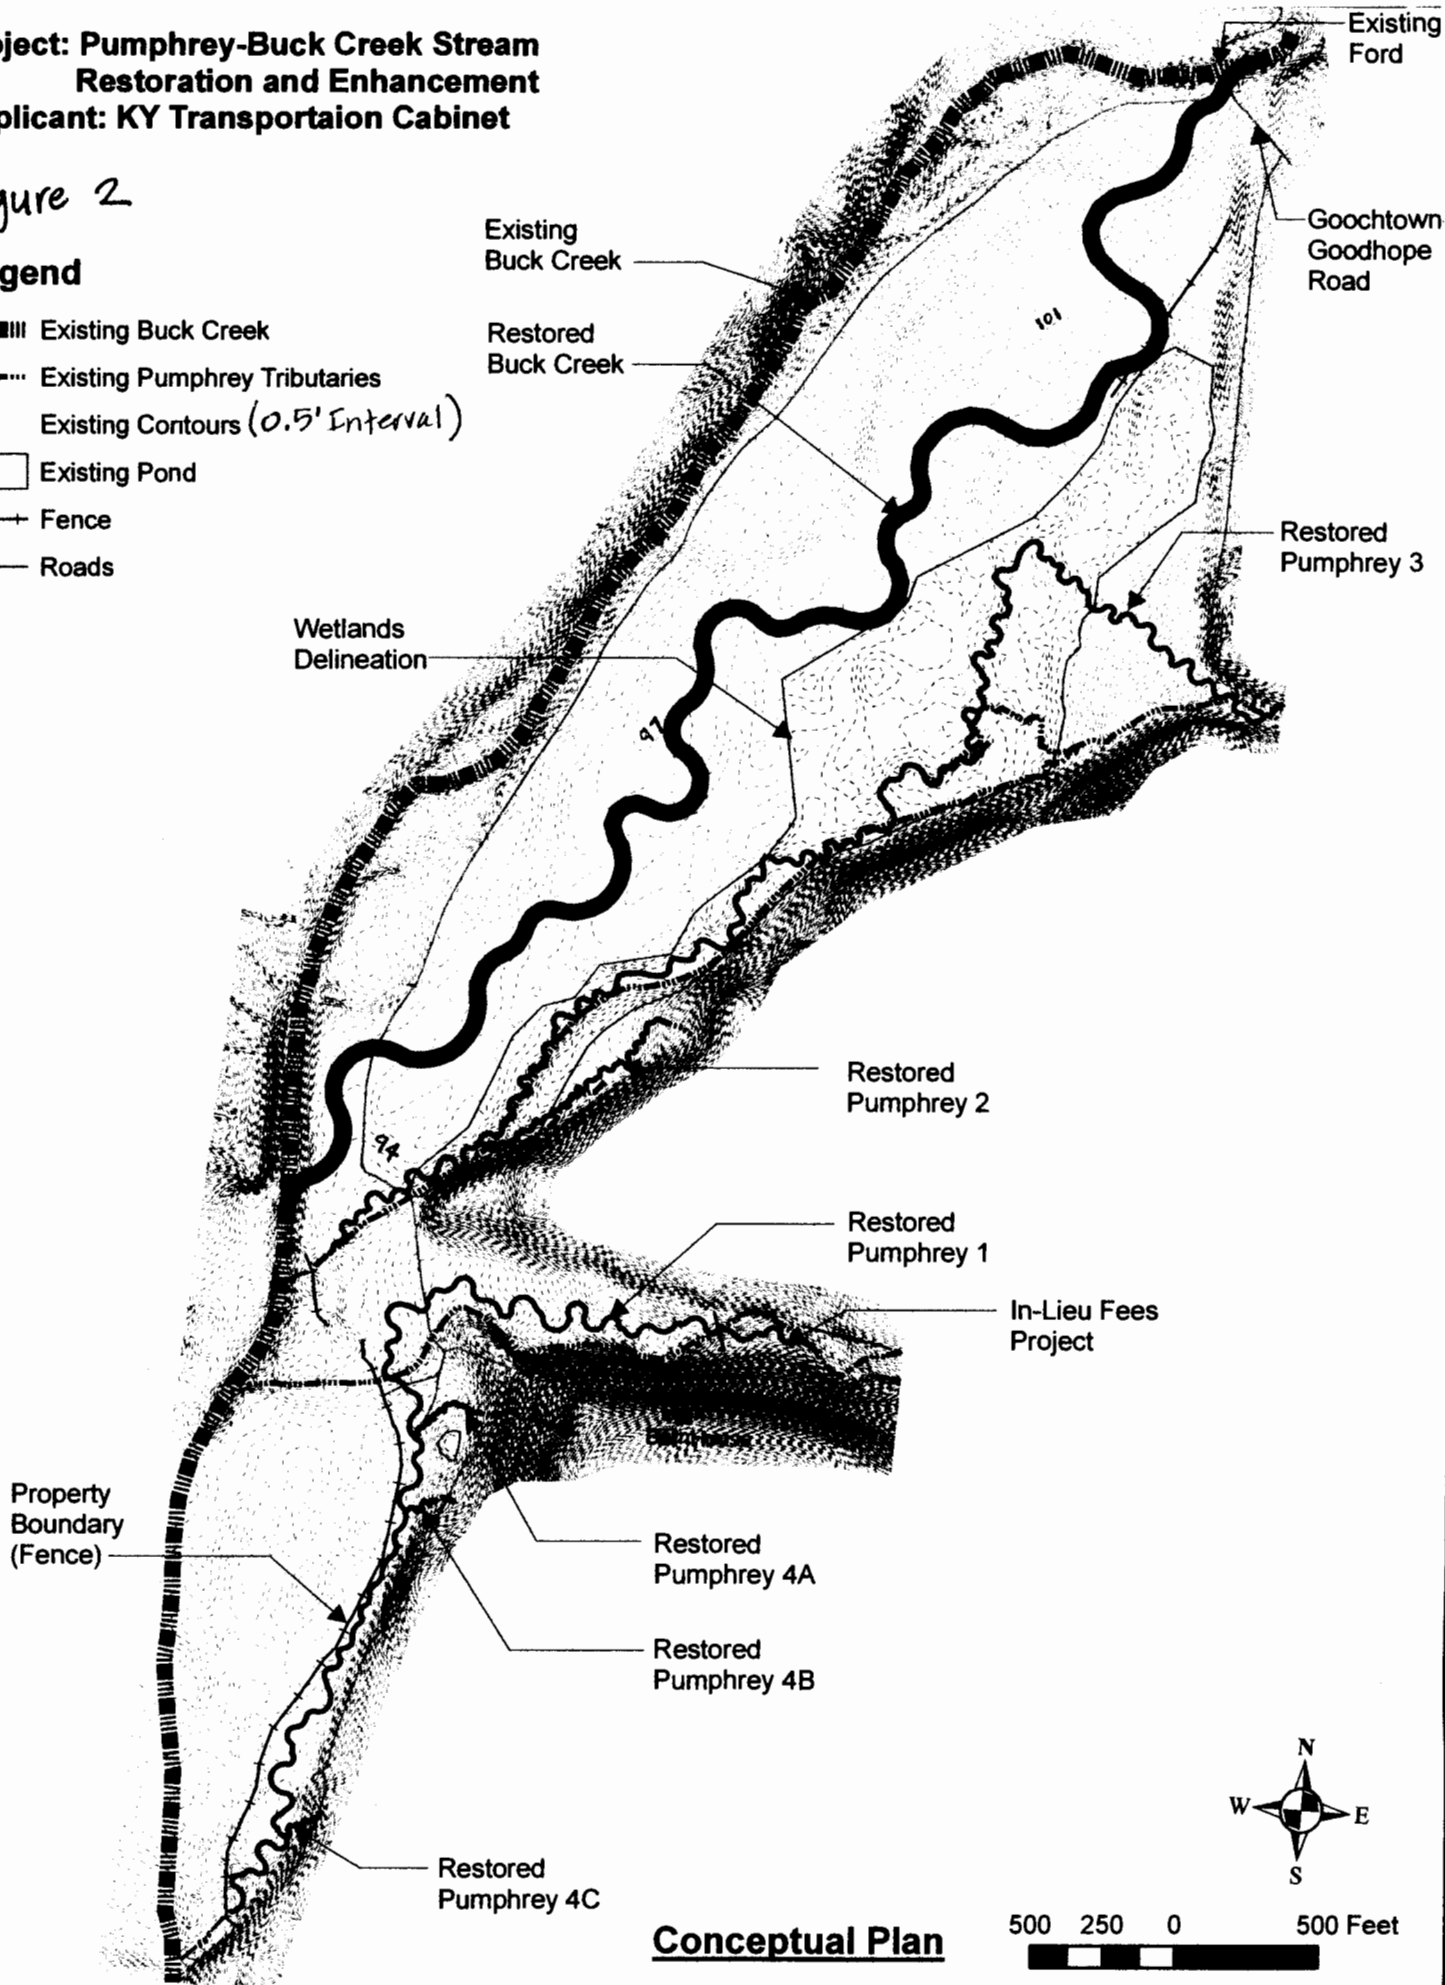 ject: Pumphrey-Buck Creek Stream
Restoration and Enhancement
plicant: KY Transportaion Cabinet
gure 2
gend
Existing Buck Creek
Existing Pumphrey Tributaries
Existing Contours (0.5' Interval)
Existing Pond
Fence
Roads
Existing
Ford
Goochtown
Goodhope
Road
Existing
Buck Creek
Restored
Buck Creek
101
Restored
Pumphrey 3
Wetlands
Delineation
97
Restored
Pumphrey 2
94
Restored
Pumphrey 1
In-Lieu Fees
Project
Property
Boundary
(Fence)
Restored
Pumphrey 4A
Restored
Pumphrey 4B
Restored
Pumphrey 4C
N
W E
S
Conceptual Plan
500 250 0 500 Feet